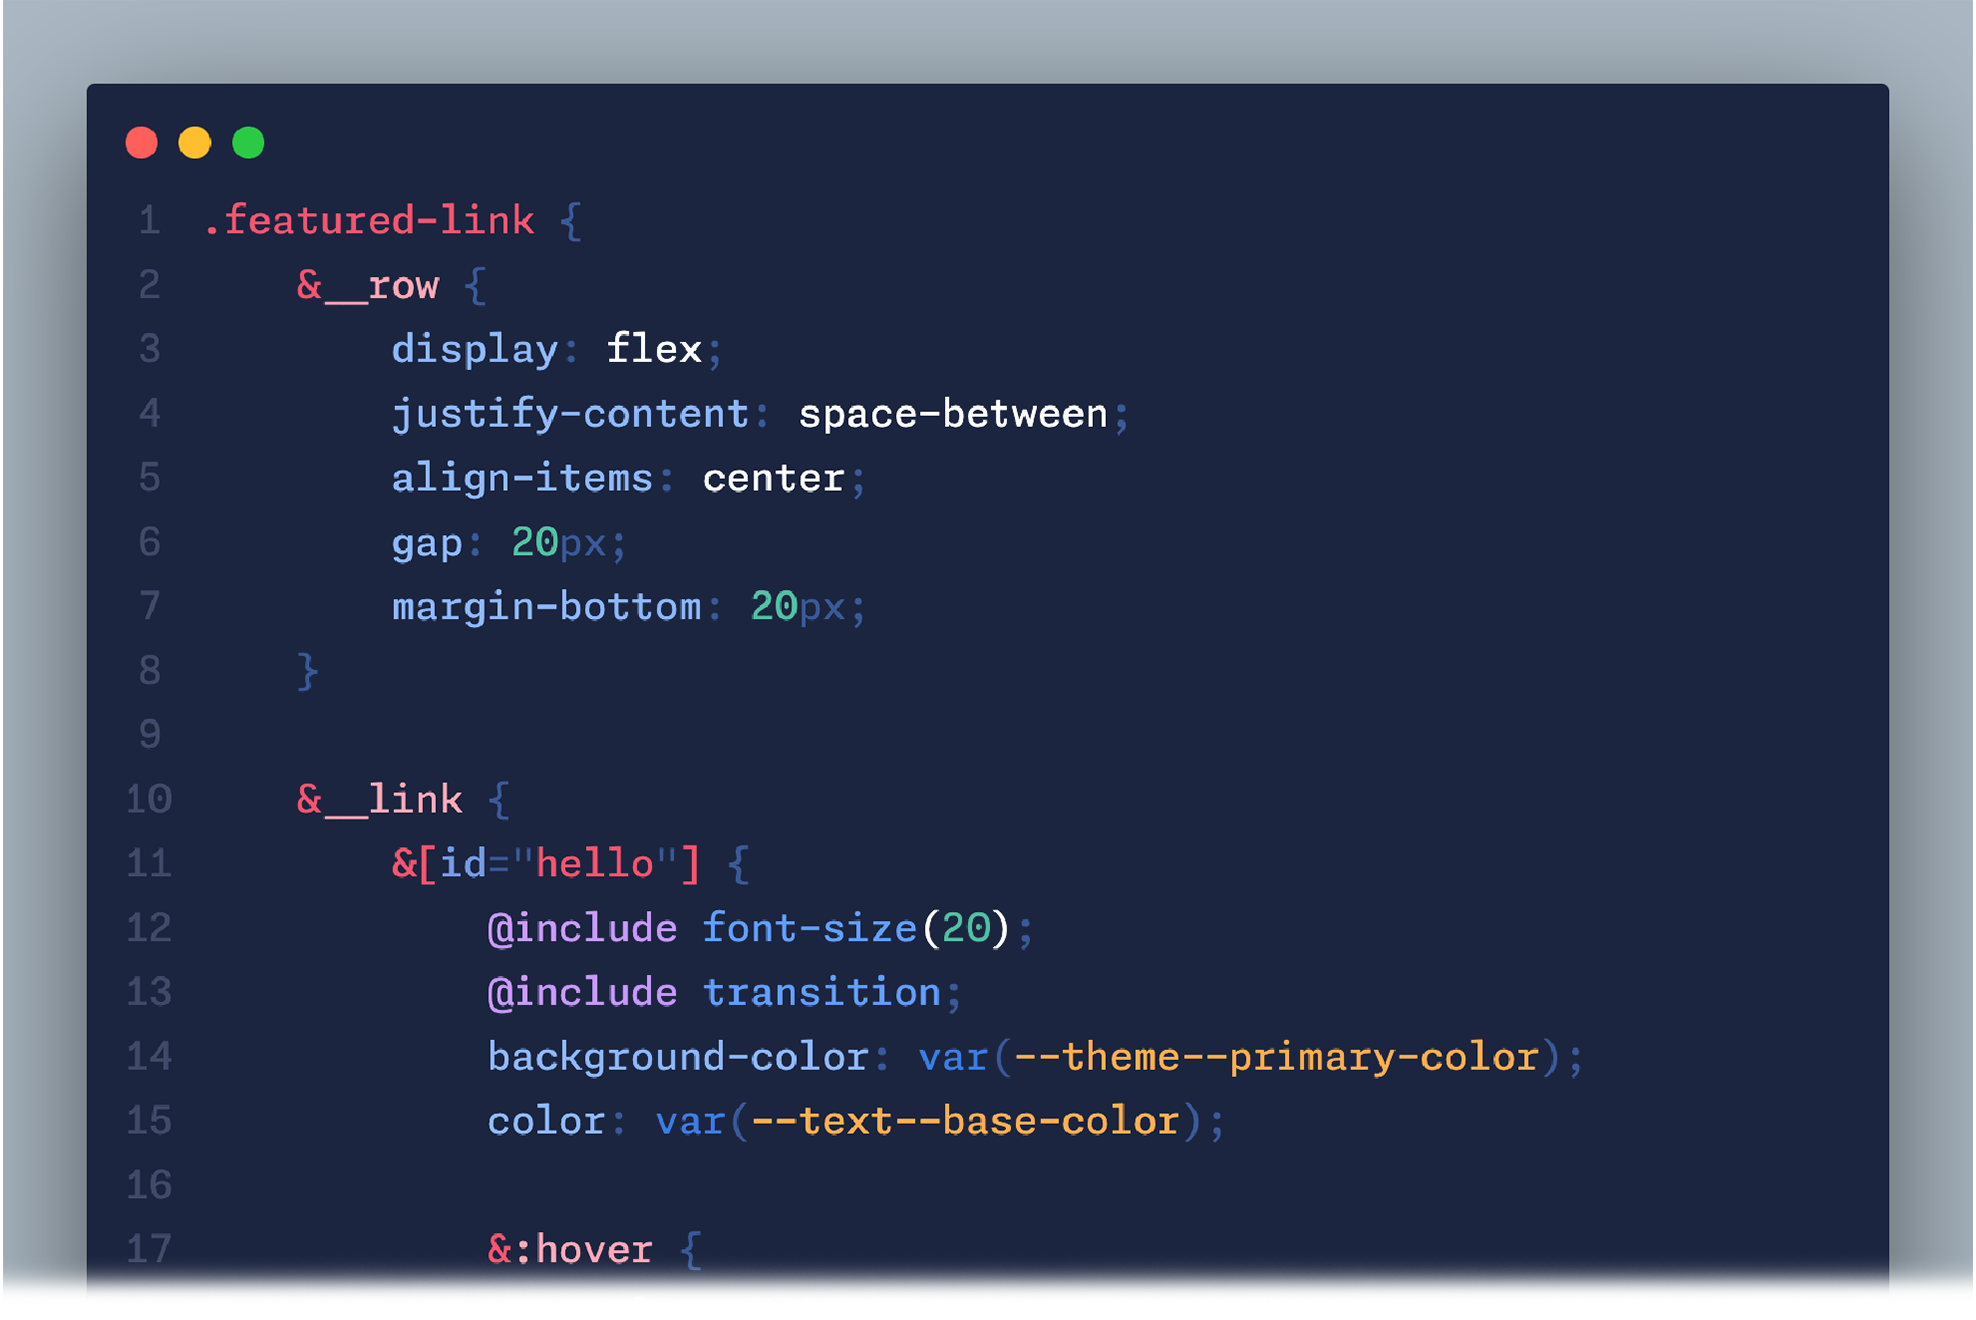 1 .featured-link {
2     &__row {
3         display: flex;
4         justify-content: space-between;
5         align-items: center;
6         gap: 20px;
7         margin-bottom: 20px;
8     }
9
10     &__link {
11         &[id="hello"] {
12             @include font-size(20);
13             @include transition;
14             background-color: var(--theme--primary-color);
15             color: var(--text--base-color);
16
17             &:hover {